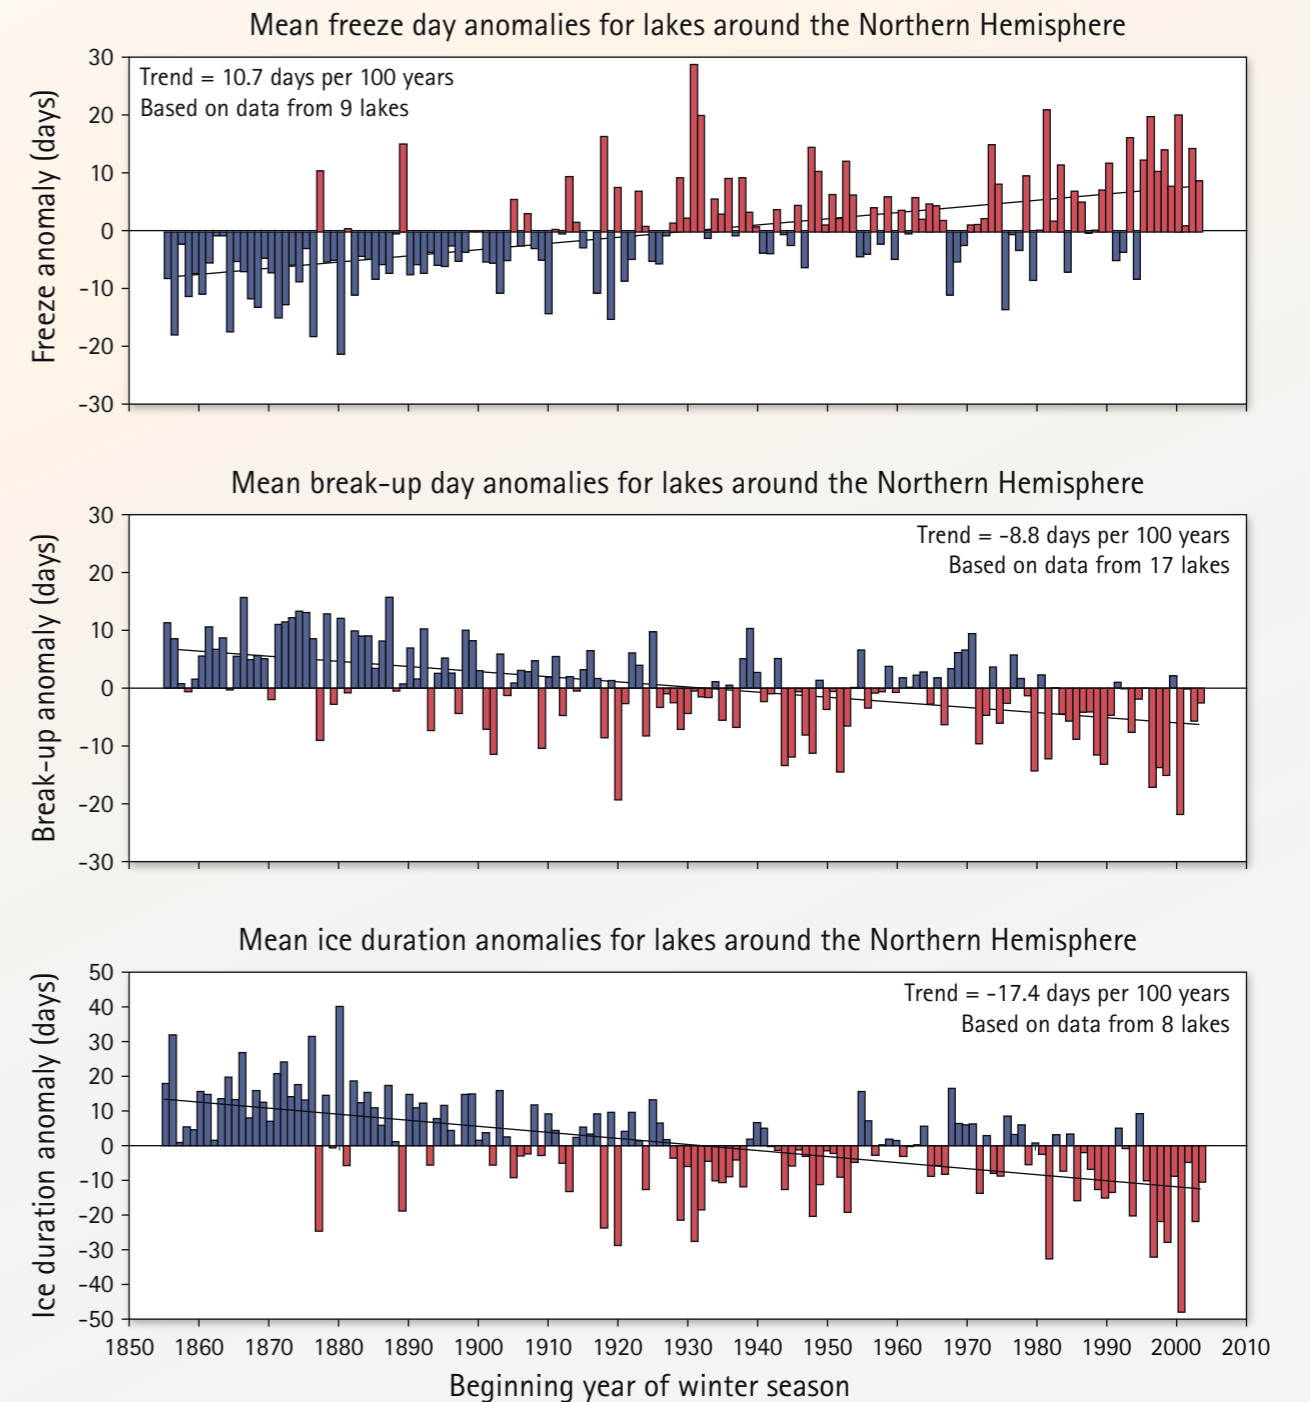 Mean freeze day anomalies for lakes around the Northern Hemisphere
Freeze anomaly (days)
30
20
10
0
-10
-20
-30
Trend = 10.7 days per 100 years
Based on data from 9 lakes
Mean break-up day anomalies for lakes around the Northern Hemisphere
Break-up anomaly (days)
30
20
10
0
-10
-20
-30
Trend = -8.8 days per 100 years
Based on data from 17 lakes
Mean ice duration anomalies for lakes around the Northern Hemisphere
Ice duration anomaly (days)
50
40
30
20
10
0
-10
-20
-30
-40
-50
Trend = -17.4 days per 100 years
Based on data from 8 lakes
1850 1860 1870 1880 1890 1900 1910 1920 1930 1940 1950 1960 1970 1980 1990 2000 2010
Beginning year of winter season